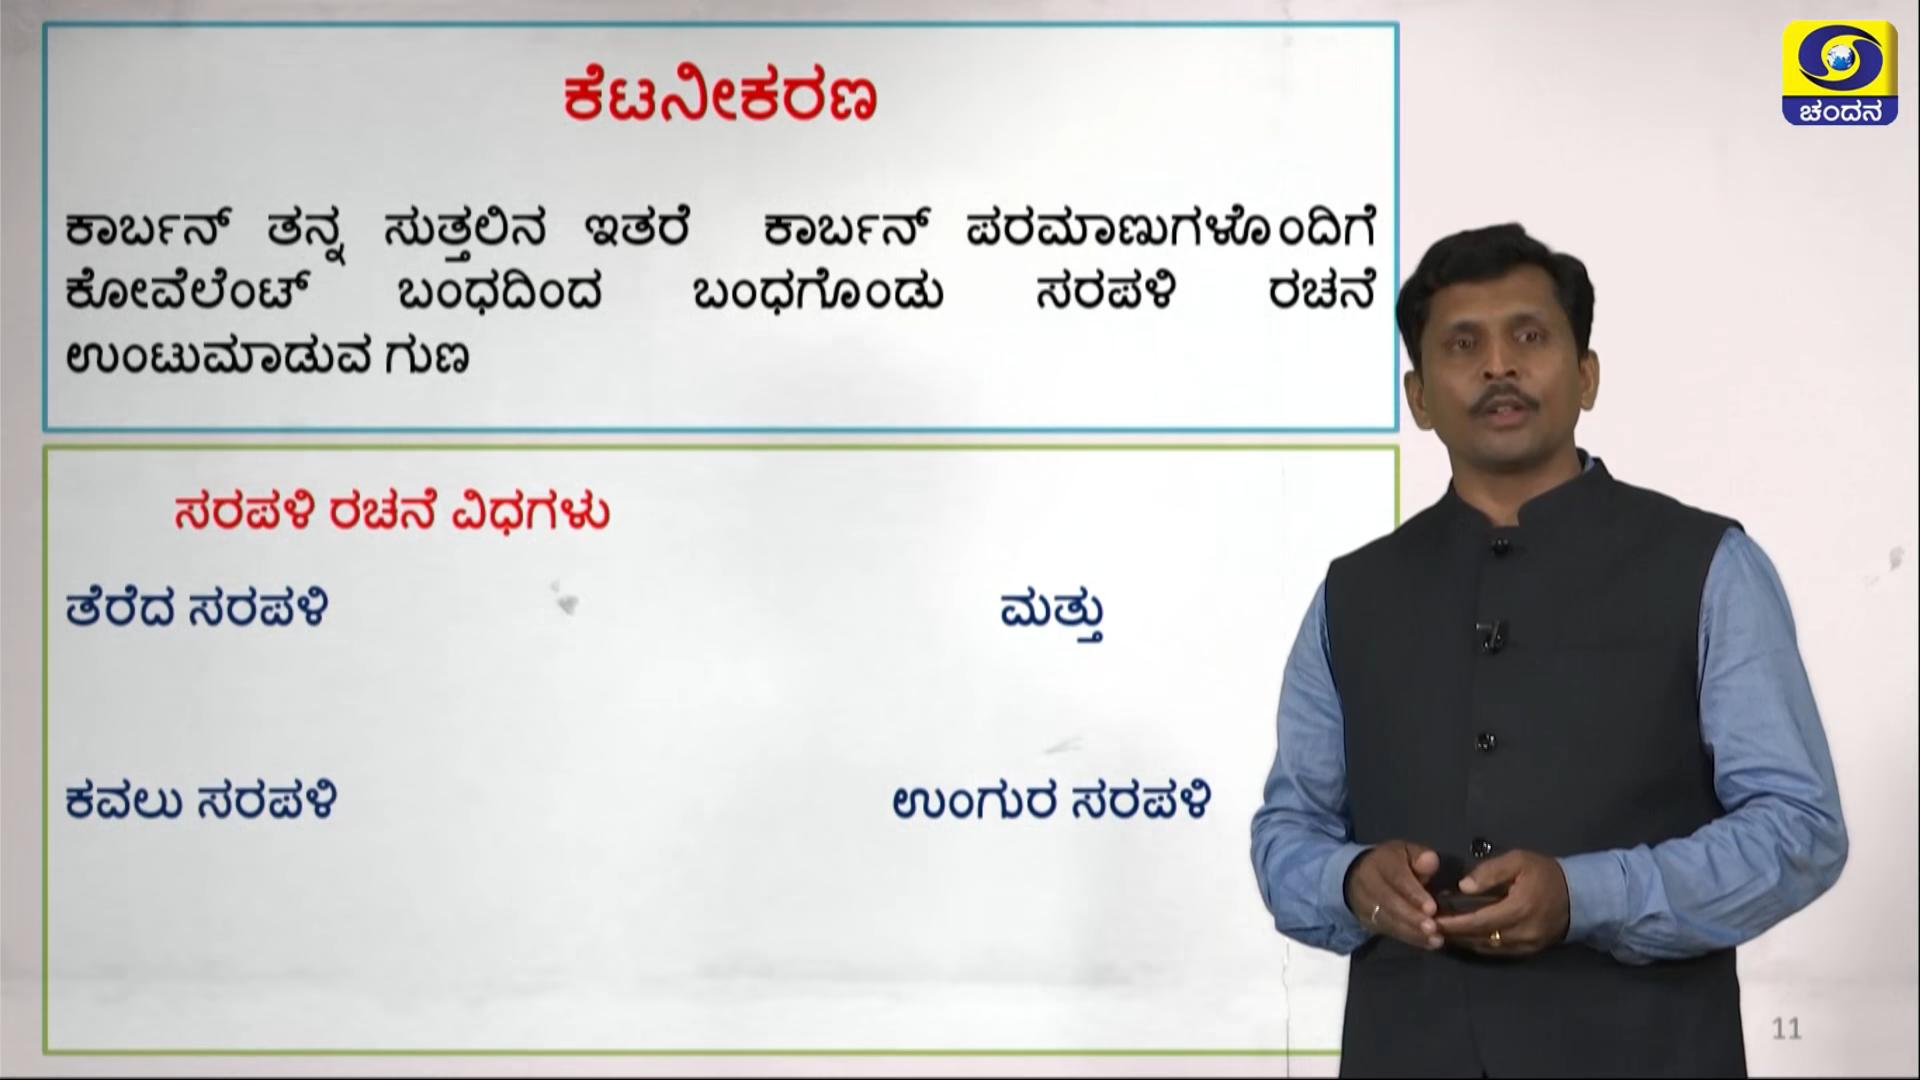 ಕೆಟನೀಕರಣ
ಚಂದನ
ಕಾರ್ಬನ್ ತನ್ನ ಸುತ್ತಲಿನ ಇತರೆ ಕಾರ್ಬನ್ ಪರಮಾಣುಗಳೊಂದಿಗೆ
ಕೋವೆಲೆಂಟ್ ಬಂಧದಿಂದ ಬಂಧಗೊಂಡು ಸರಪಳಿ ರಚನೆ
ಉಂಟುಮಾಡುವ ಗುಣ
ಸರಪಳಿ ರಚನೆ ವಿಧಗಳು
ತೆರೆದ ಸರಪಳಿ ಮತ್ತು
ಕವಲು ಸರಪಳಿ ಉಂಗುರ ಸರಪಳಿ
11